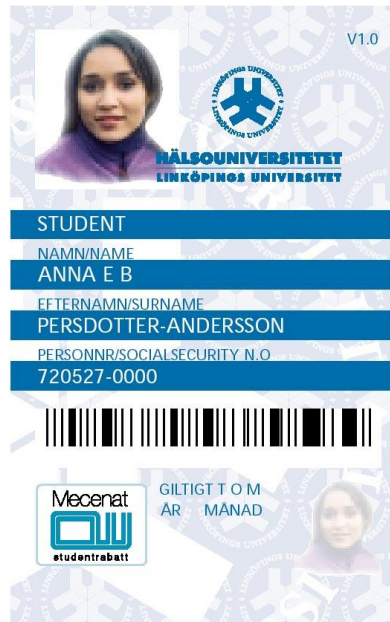 V1.0
LINKÖPINGS UNIVERSITET
HÄLSOUNIVERSITETET
LINKÖPINGS UNIVERSITET
STUDENT
NAMN/NAME
ANNA E B
EFTERNAMN/SURNAME
PERSDOTTER-ANDERSSON
PERSONNR/SOCIALSECURITY N.O
720527-0000
Mecenat
studentrabatt
GILTIGT T O M
ÅR MÅNAD